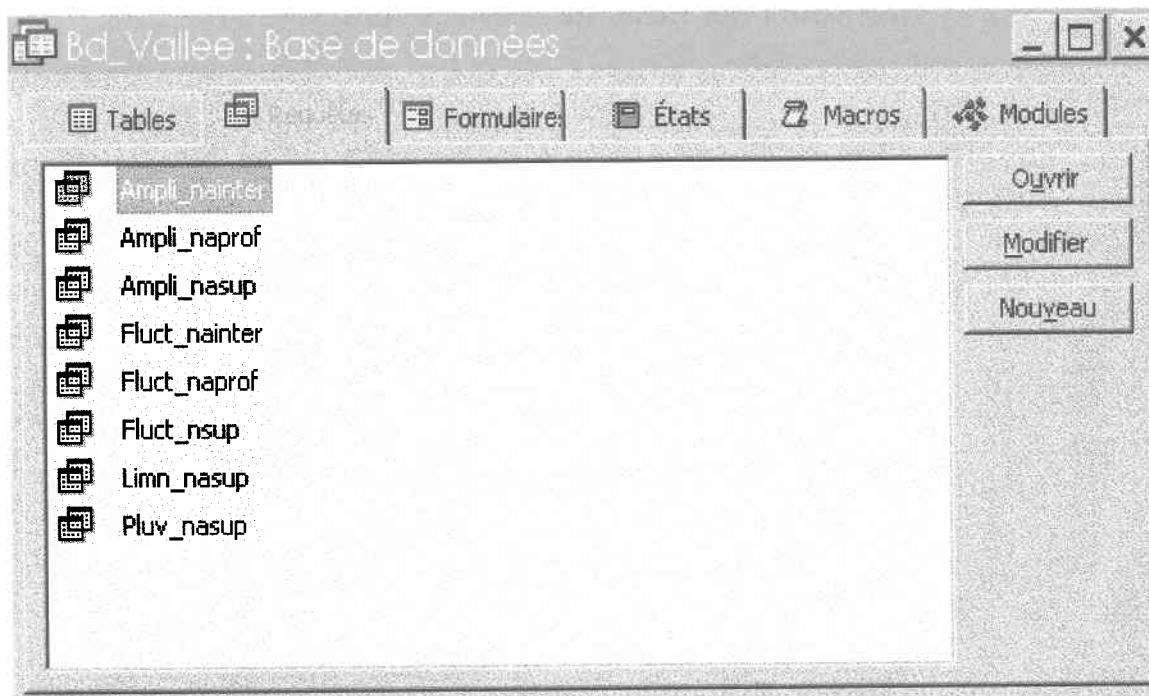 Bd_Vallee : Base de données
Tables Requêtes Formulaires États Macros Modules
Ampli_nainter
Ampli_naprof
Ampli_nasup
Fluct_nainter
Fluct_naprof
Fluct_nsup
Limn_nasup
Pluv_nasup
Ouvrir
Modifier
Nouveau